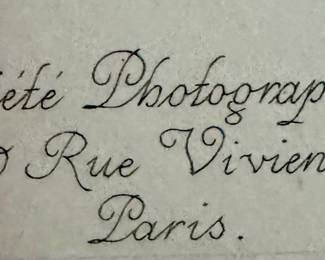 iété Photograp
Rue Vivien
Paris.